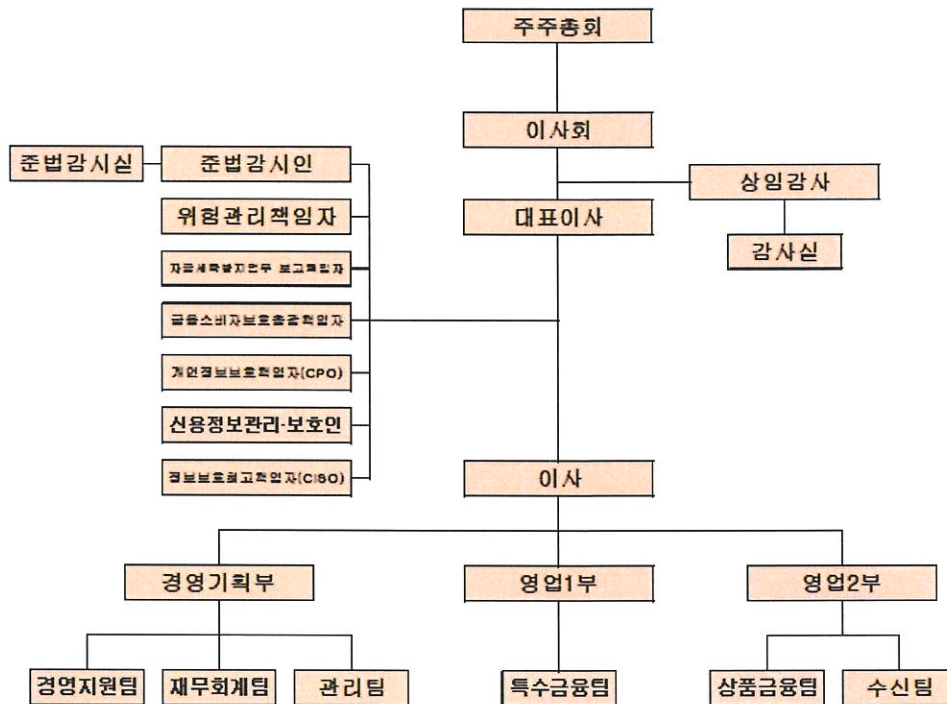 주주총회
이사회
준법감시실
준법감시인
상임감사
위험관리책임자
대표이사
감사실
자금세탁방지업무 보고책임자
금융소비자보호총괄책임자
개인정보보호책임자(CPO)
신용정보관리·보호인
정보보호최고책임자(CISO)
이사
경영기획부
영업1부
영업2부
경영지원팀
재무회계팀
관리팀
특수금융팀
상품금융팀
수신팀